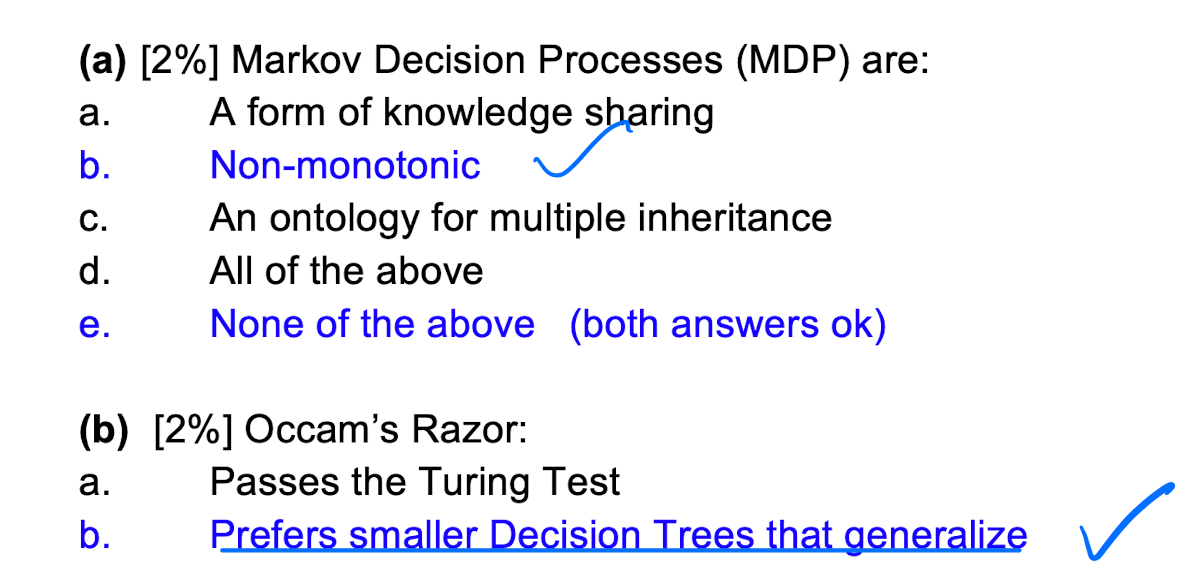 (a) [2%] Markov Decision Processes (MDP) are:
a. A form of knowledge sharing
b. Non-monotonic
c. An ontology for multiple inheritance
d. All of the above
e. None of the above (both answers ok)
(b) [2%] Occam’s Razor:
a. Passes the Turing Test
b. Prefers smaller Decision Trees that generalize